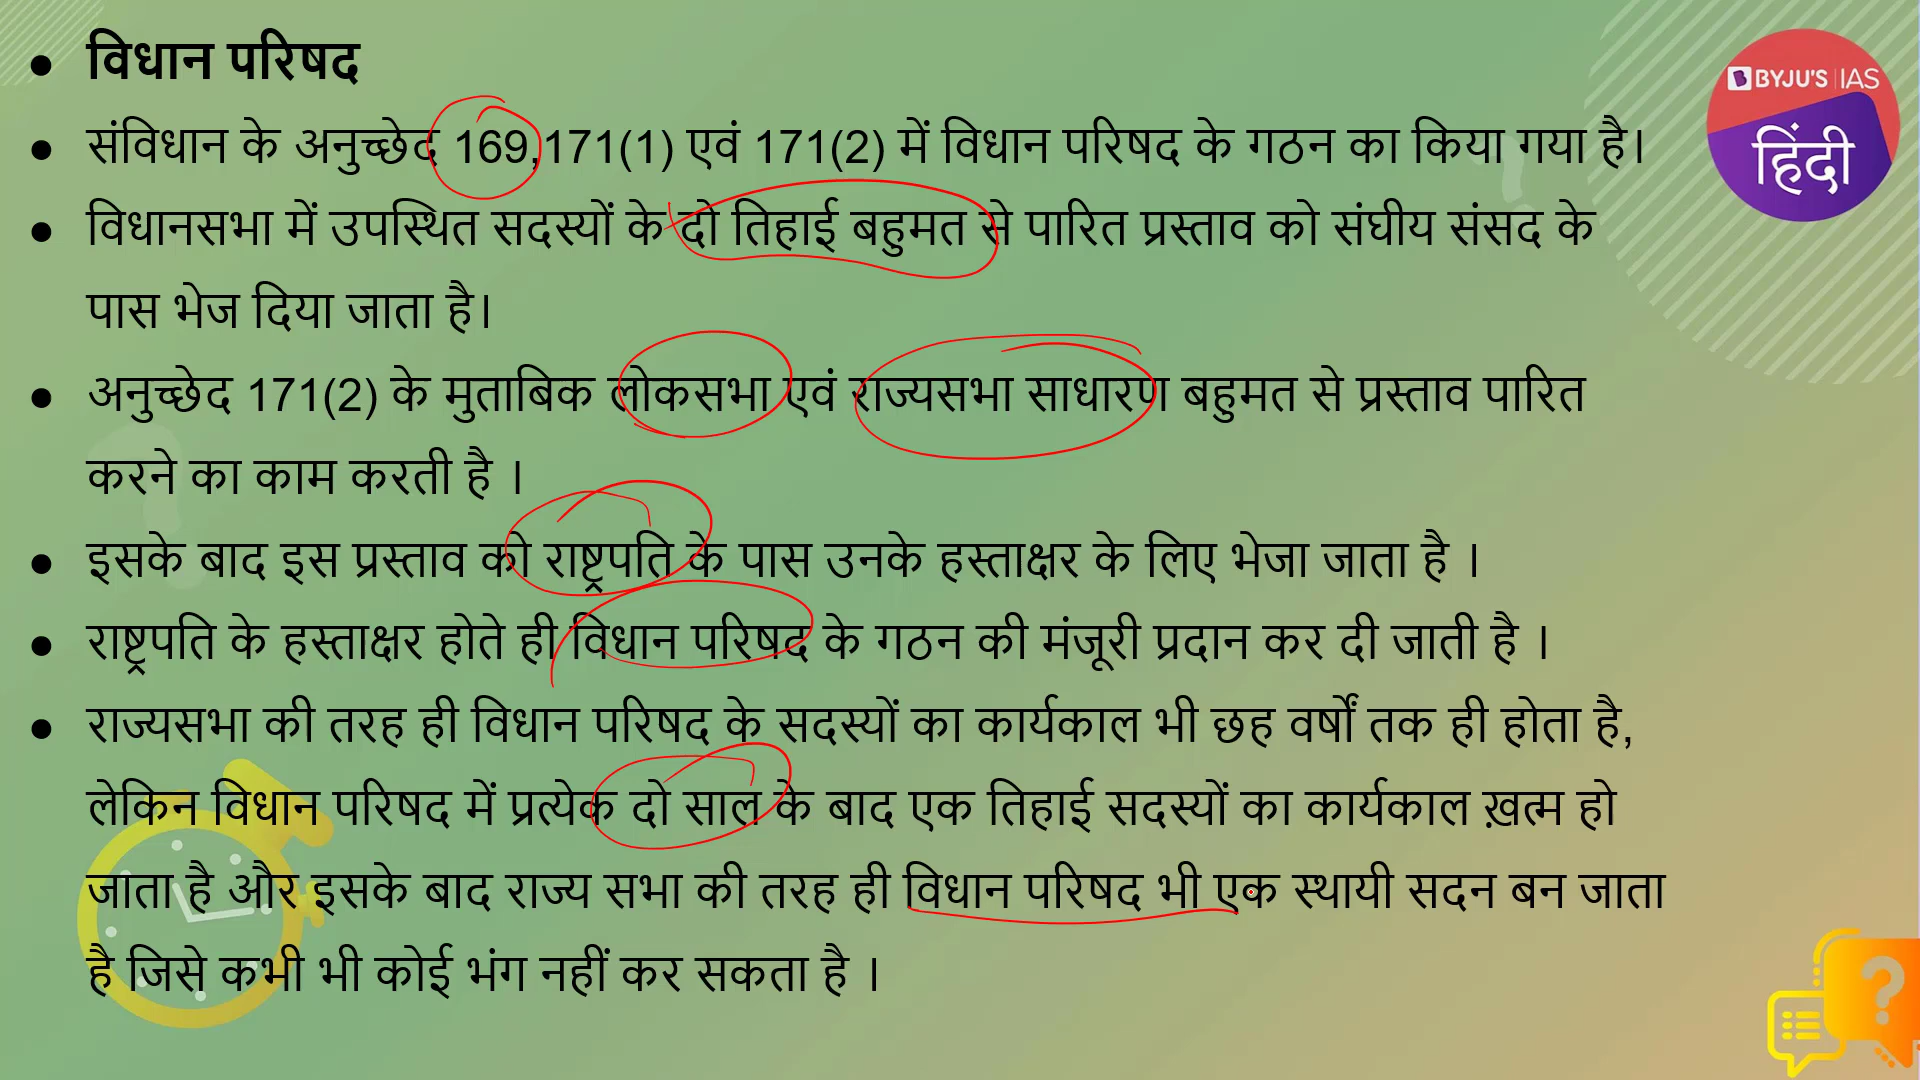 विधान परिषद
BYJU'S IAS
हिंदी
संविधान के अनुच्छेद 169,171(1) एवं 171(2) में विधान परिषद के गठन का किया गया है।
विधानसभा में उपस्थित सदस्यों के दो तिहाई बहुमत से पारित प्रस्ताव को संघीय संसद के
पास भेज दिया जाता है।
अनुच्छेद 171(2) के मुताबिक लोकसभा एवं राज्यसभा साधारण बहुमत से प्रस्ताव पारित
करने का काम करती है ।
इसके बाद इस प्रस्ताव को राष्ट्रपति के पास उनके हस्ताक्षर के लिए भेजा जाता है ।
राष्ट्रपति के हस्ताक्षर होते ही विधान परिषद के गठन की मंजूरी प्रदान कर दी जाती है ।
राज्यसभा की तरह ही विधान परिषद के सदस्यों का कार्यकाल भी छह वर्षों तक ही होता है,
लेकिन विधान परिषद में प्रत्येक दो साल के बाद एक तिहाई सदस्यों का कार्यकाल ख़त्म हो
जाता है और इसके बाद राज्य सभा की तरह ही विधान परिषद भी एक स्थायी सदन बन जाता
है जिसे कभी भी कोई भंग नहीं कर सकता है ।
?